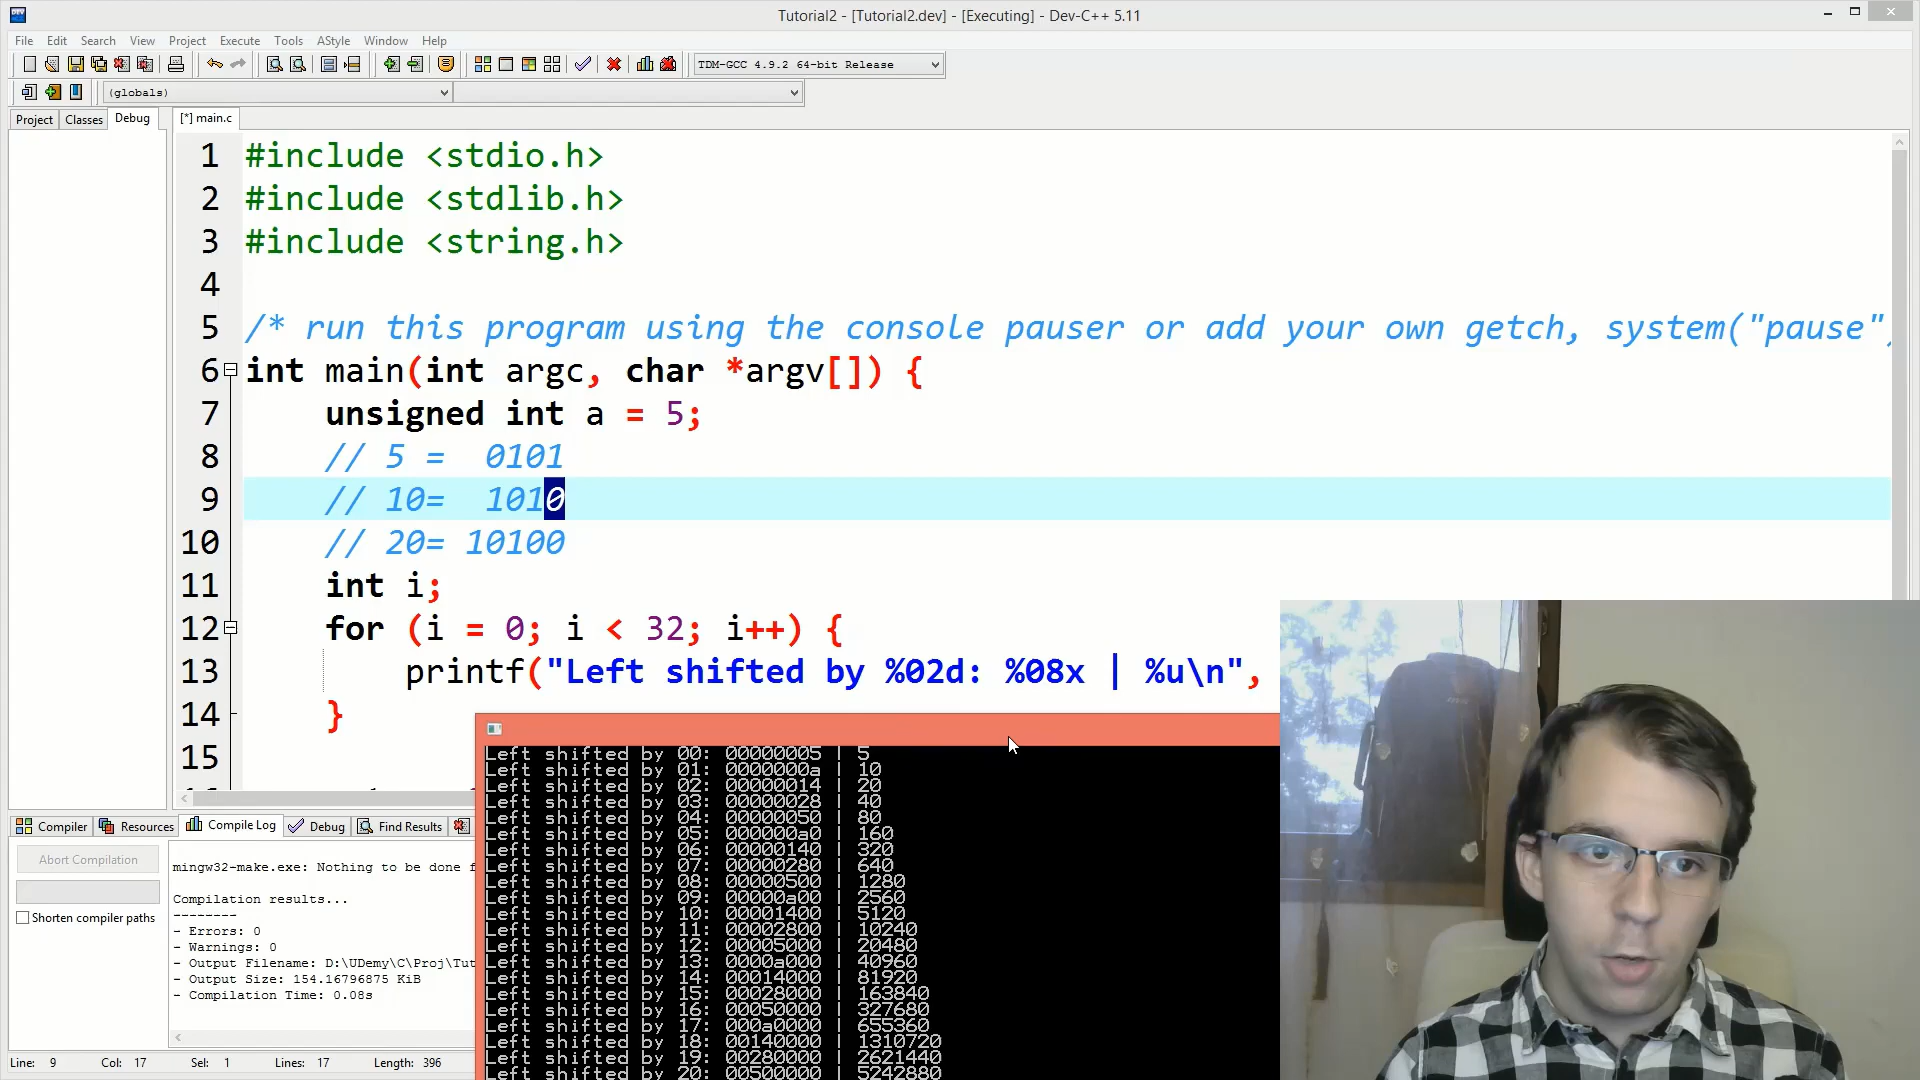 Tutorial2 - [Tutorial2.dev] - [Executing] - Dev-C++ 5.11
File Edit Search View Project Execute Tools AStyle Window Help
TDM-GCC 4.9.2 64-bit Release
(globals)
Project Classes Debug
[*] main.c
1 #include <stdio.h>
2 #include <stdlib.h>
3 #include <string.h>
4
5 /* run this program using the console pauser or add your own getch, system("pause")
6 int main(int argc, char *argv[]) {
7 unsigned int a = 5;
8 // 5 = 0101
9 // 10= 1010
10 // 20= 10100
11 int i;
12 for (i = 0; i < 32; i++) {
13 printf("Left shifted by %02d: %08x | %u\n",
14 }
15
Left shifted by 00: 00000005 | 5
Left shifted by 01: 0000000a | 10
Left shifted by 02: 00000014 | 20
Left shifted by 03: 00000028 | 40
Left shifted by 04: 00000050 | 80
Left shifted by 05: 000000a0 | 160
Left shifted by 06: 00000140 | 320
Left shifted by 07: 00000280 | 640
Left shifted by 08: 00000500 | 1280
Left shifted by 09: 00000a00 | 2560
Left shifted by 10: 00001400 | 5120
Left shifted by 11: 00002800 | 10240
Left shifted by 12: 00005000 | 20480
Left shifted by 13: 0000a000 | 40960
Left shifted by 14: 00014000 | 81920
Left shifted by 15: 00028000 | 163840
Left shifted by 16: 00050000 | 327680
Left shifted by 17: 000a0000 | 655360
Left shifted by 18: 00140000 | 1310720
Left shifted by 19: 00280000 | 2621440
Left shifted by 20: 00500000 | 5242880
Compiler Resources Compile Log Debug Find Results
Abort Compilation
Shorten compiler paths
mingw32-make.exe: Nothing to be done f
Compilation results...
--------
- Errors: 0
- Warnings: 0
- Output Filename: D:\UDemy\C\Proj\Tut
- Output Size: 154.16796875 KiB
- Compilation Time: 0.08s
Line: 9 Col: 17 Sel: 1 Lines: 17 Length: 396